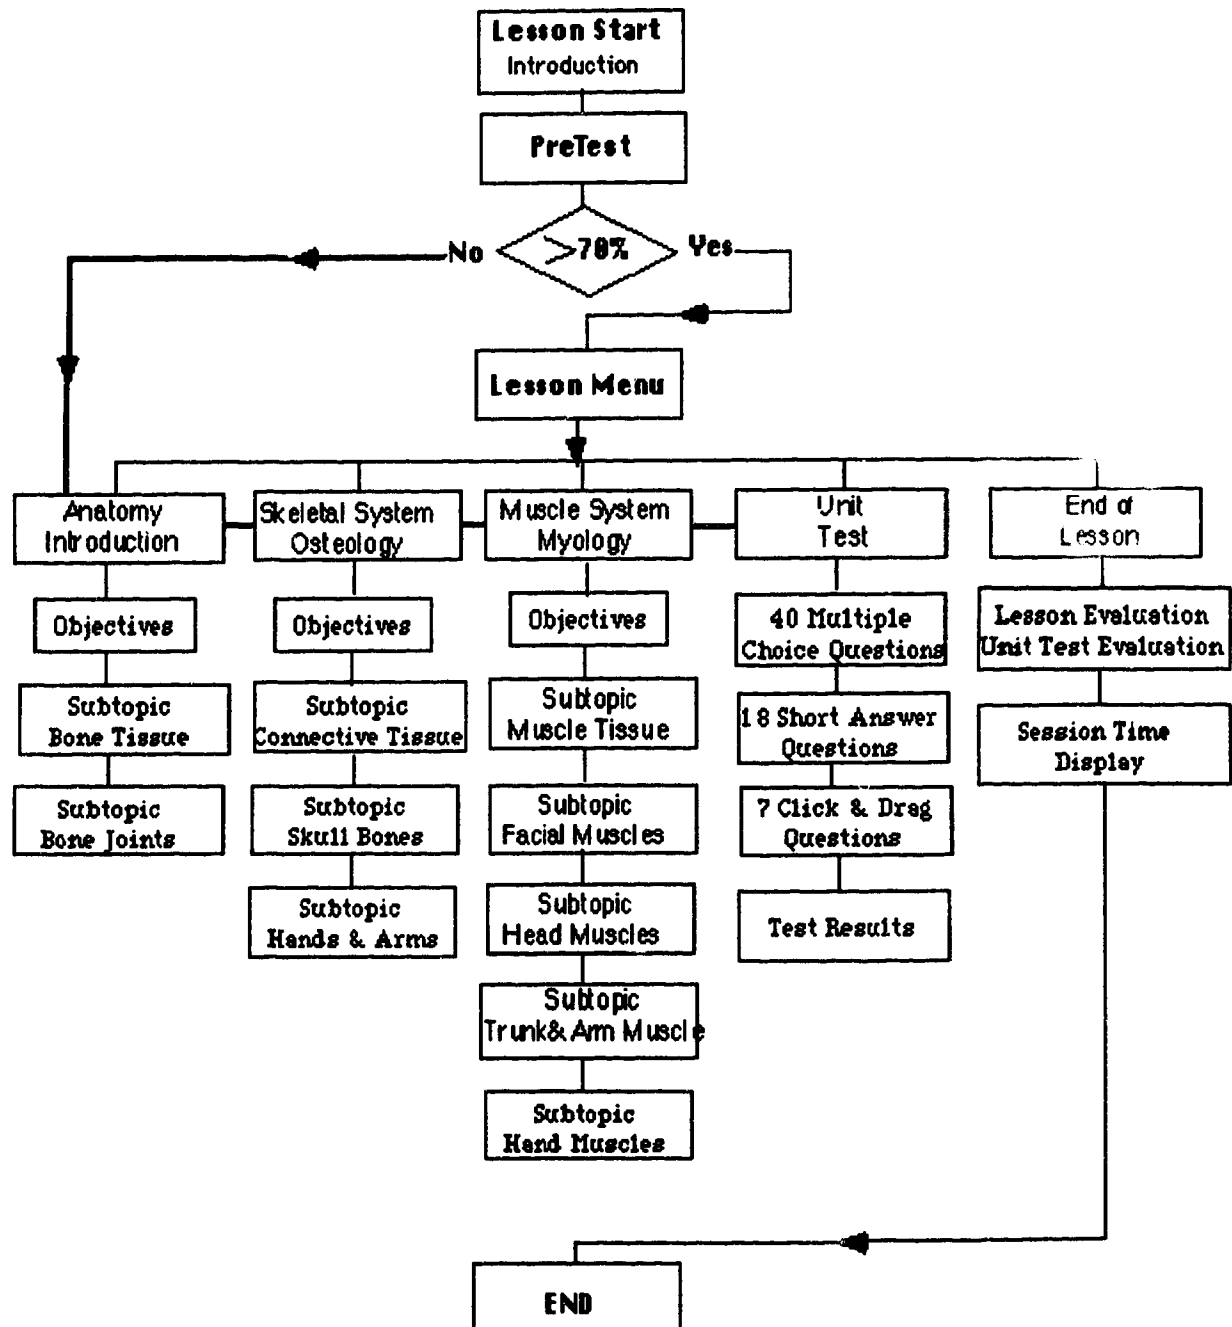 Lesson Start
Introduction
PreTest
No
>70%
Yes
Lesson Menu
Anatomy
Introduction
Objectives
Subtopic
Bone Tissue
Subtopic
Bone Joints
Skeletal System
Osteology
Objectives
Subtopic
Connective Tissue
Subtopic
Skull Bones
Subtopic
Hands & Arms
Muscle System
Myology
Objectives
Subtopic
Muscle Tissue
Subtopic
Facial Muscles
Subtopic
Head Muscles
Subtopic
Trunk& Arm Muscle
Subtopic
Hand Muscles
Unit
Test
40 Multiple
Choice Questions
18 Short Answer
Questions
7 Click & Drag
Questions
Test Results
End of
Lesson
Lesson Evaluation
Unit Test Evaluation
Session Time
Display
END